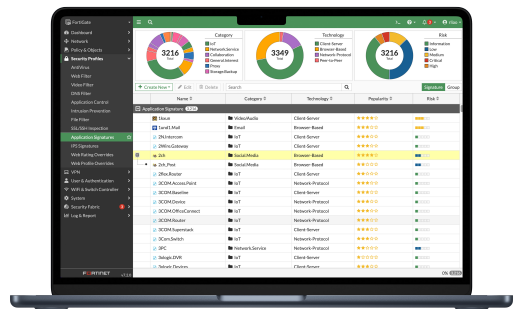 FortiGate
Dashboard
Network
Policy & Objects
Security Profiles
AntiVirus
Web Filter
Video Filter
DNS Filter
Application Control
Intrusion Prevention
File Filter
SSL/SSH Inspection
Application Signatures
IPS Signatures
Web Rating Overrides
Web Profile Overrides
VPN
User & Authentication
WiFi & Switch Controller
System
Security Fabric
Log & Report
FORTINET
Category
3216
Total
IoT
Network.Service
Collaboration
General.Interest
Proxy
Storage.Backup
Technology
3349
Total
Client-Server
Browser-Based
Network-Protocol
Peer-to-Peer
Risk
3216
Total
Information
Low
Medium
Critical
High
+ Create New Edit Delete Search Signature Group
Name Category Technology Popularity Risk
Application Signature
1kxun Video/Audio Client-Server
1und1.Mail Email Browser-Based
2N.Intercom IoT Client-Server
2Wire.Gateway IoT Client-Server
2ch Social.Media Browser-Based
2ch_Post Social.Media Browser-Based
2flex.Router IoT Client-Server
3COM.Access.Point IoT Network-Protocol
3COM.Baseline IoT Client-Server
3COM.Device IoT Network-Protocol
3COM.OfficeConnect IoT Network-Protocol
3COM.Router IoT Network-Protocol
3COM.Superstack IoT Client-Server
3Com.Switch IoT Network-Protocol
3PC Network.Service Network-Protocol
3xlogic.DVR IoT Client-Server
3xlogic.Devices IoT Client-Server
0%